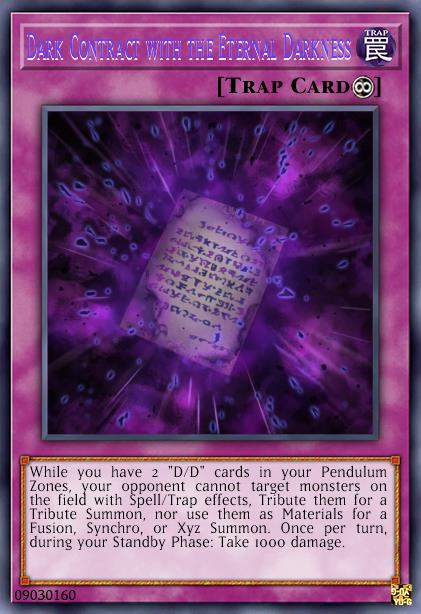 Dark Contract with the Eternal Darkness
TRAP
罠
[Trap Card]
While you have 2 "D/D" cards in your Pendulum
Zones, your opponent cannot target monsters on
the field with Spell/Trap effects, Tribute them for a
Tribute Summon, nor use them as Materials for a
Fusion, Synchro, or Xyz Summon. Once per turn,
during your Standby Phase: Take 1000 damage.
09030160